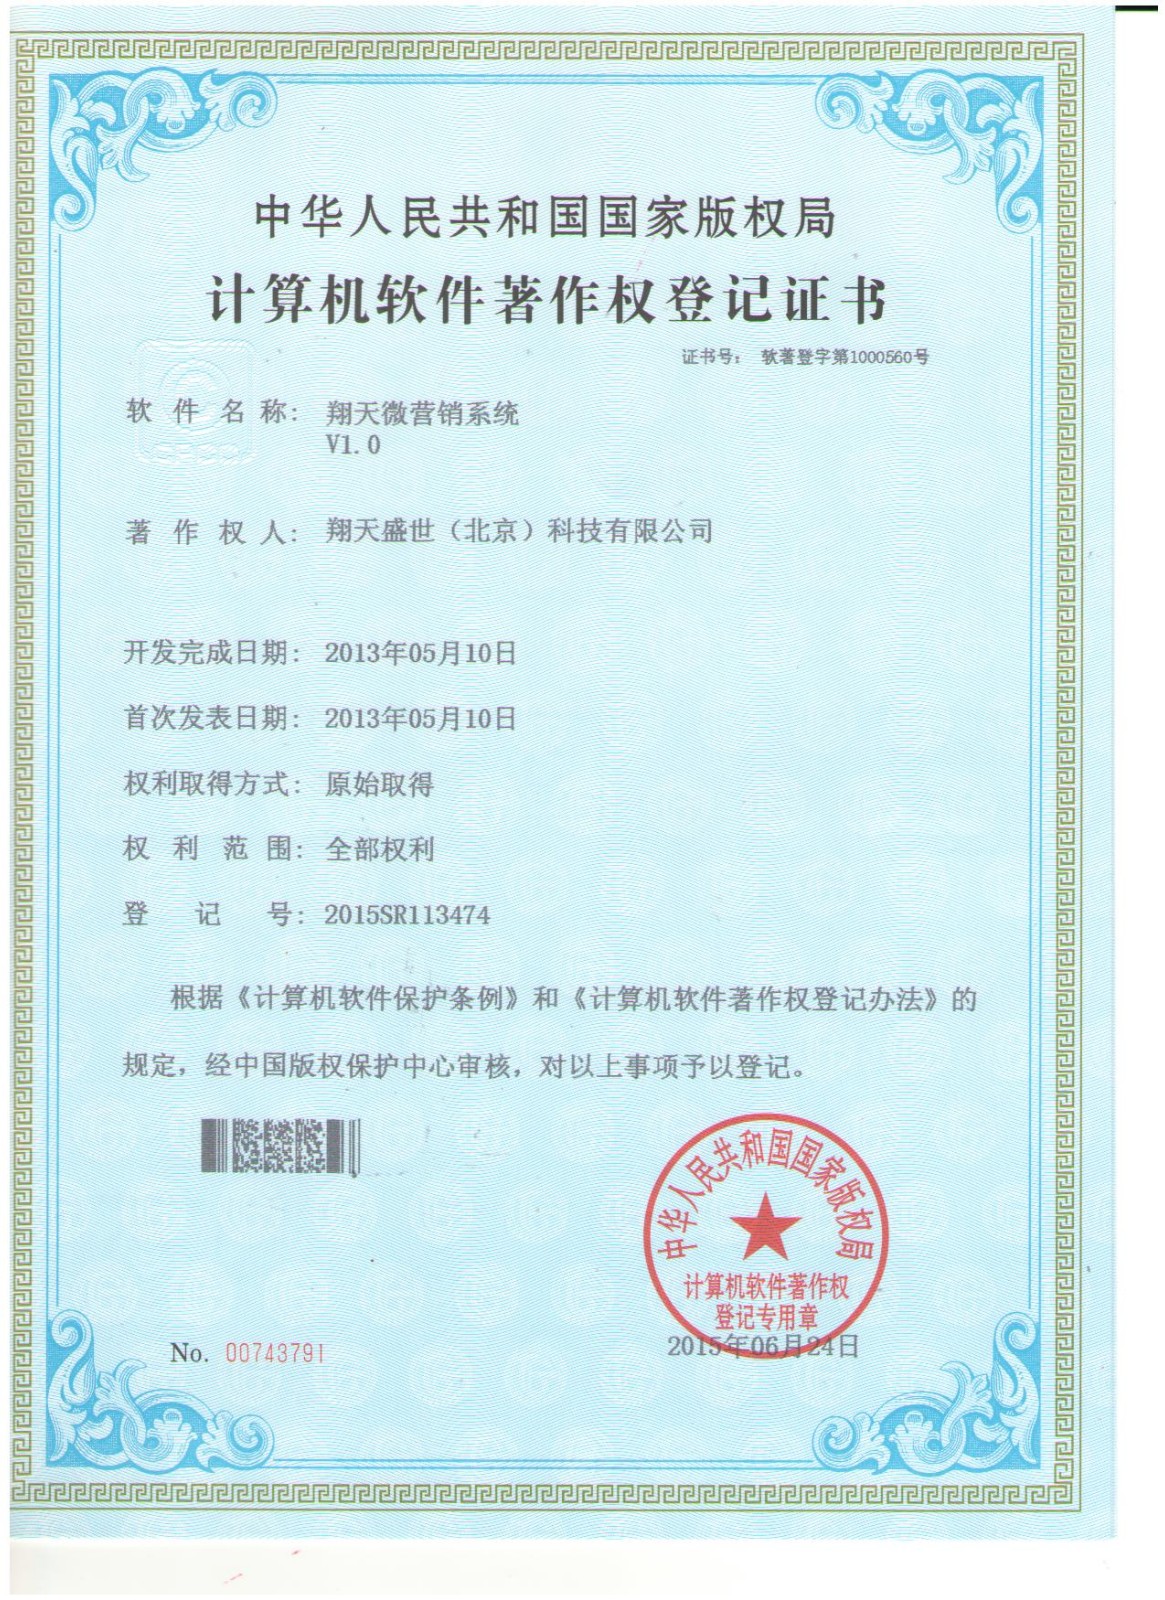 中华人民共和国国家版权局
计算机软件著作权登记证书
证书号： 软著登字第1000560号
软件名称： 翔天微营销系统
V1.0
著作权人： 翔天盛世（北京）科技有限公司
开发完成日期： 2013年05月10日
首次发表日期： 2013年05月10日
权利取得方式： 原始取得
权利范围： 全部权利
登记号： 2015SR113474
根据《计算机软件保护条例》和《计算机软件著作权登记办法》的
规定，经中国版权保护中心审核，对以上事项予以登记。
中华人民共和国国家版权局
计算机软件著作权
登记专用章
2015年06月24日
No. 00743791